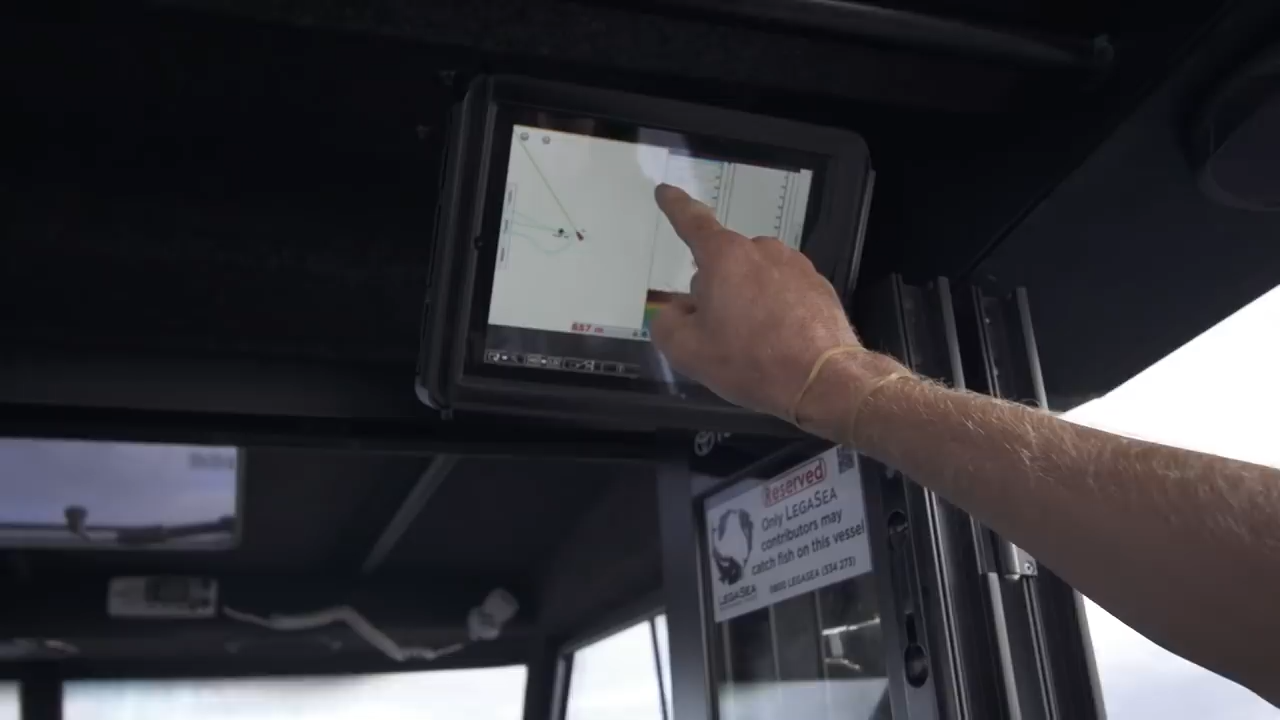 657 m
Reserved
Only LEGASEA
contributors may
catch fish on this vessel
0800 LEGASEA (534 273)
LEGASEA